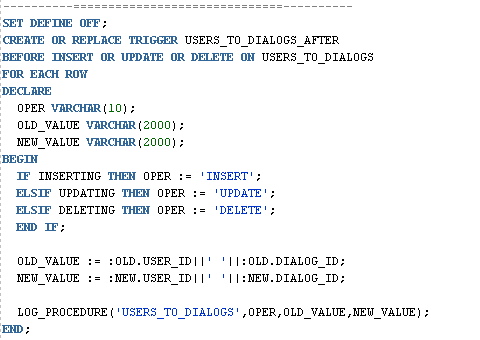 ----------==============================----------
SET DEFINE OFF;
CREATE OR REPLACE TRIGGER USERS_TO_DIALOGS_AFTER
BEFORE INSERT OR UPDATE OR DELETE ON USERS_TO_DIALOGS
FOR EACH ROW
DECLARE
  OPER VARCHAR(10);
  OLD_VALUE VARCHAR(2000);
  NEW_VALUE VARCHAR(2000);
BEGIN
  IF INSERTING THEN OPER := 'INSERT';
  ELSIF UPDATING THEN OPER := 'UPDATE';
  ELSIF DELETING THEN OPER := 'DELETE';
  END IF;
  OLD_VALUE := :OLD.USER_ID||' '||:OLD.DIALOG_ID;
  NEW_VALUE := :NEW.USER_ID||' '||:NEW.DIALOG_ID;
  LOG_PROCEDURE('USERS_TO_DIALOGS',OPER,OLD_VALUE,NEW_VALUE);
END;